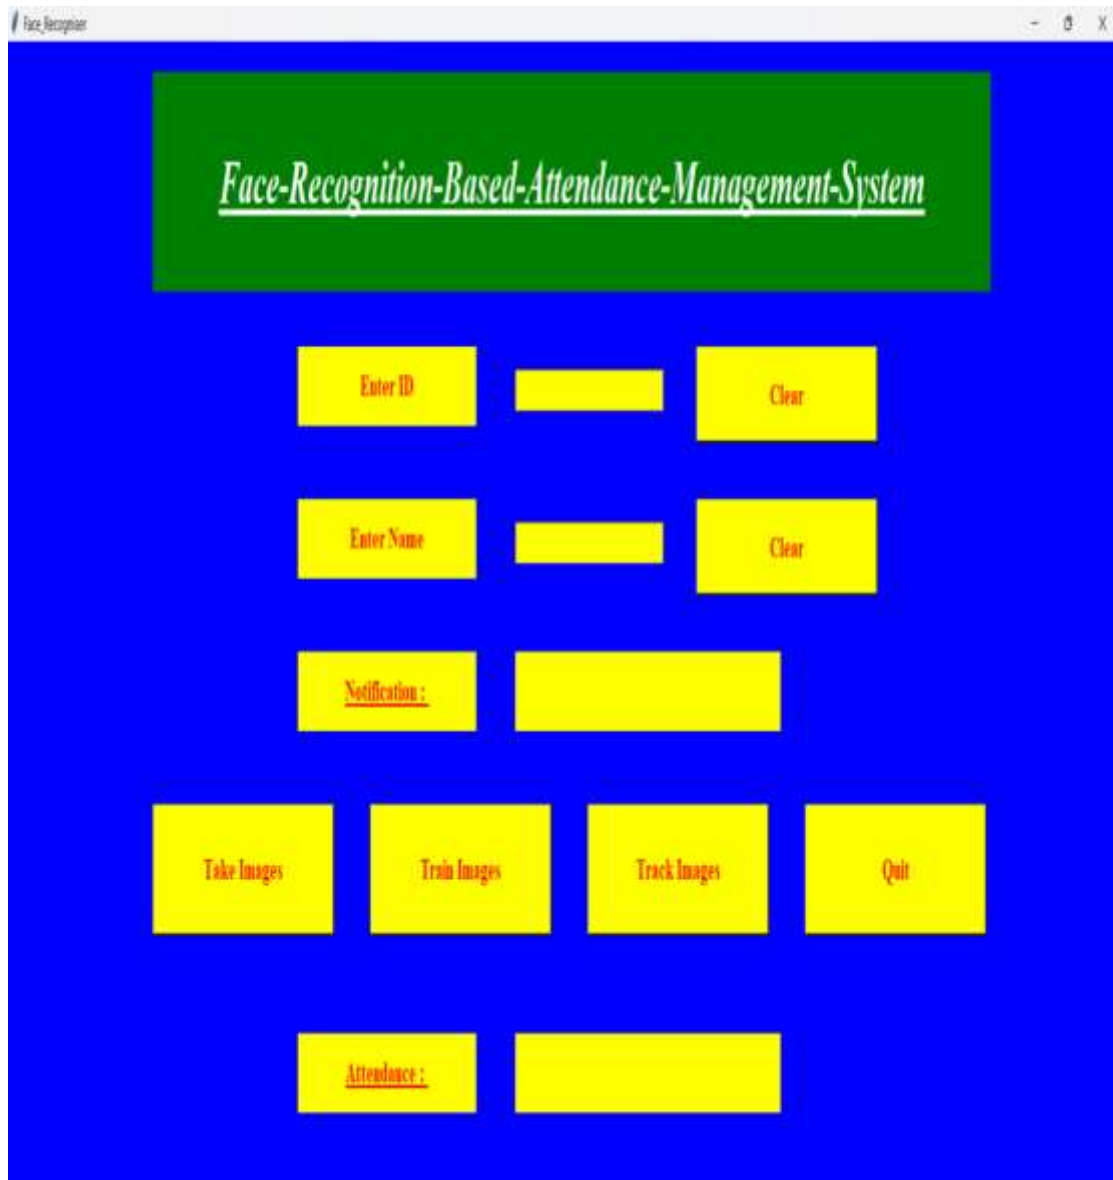 Face_Recogniser
Face-Recognition-Based-Attendance-Management-System
Enter ID
Clear
Enter Name
Clear
Notification :
Take Images
Train Images
Track Images
Quit
Attendance :